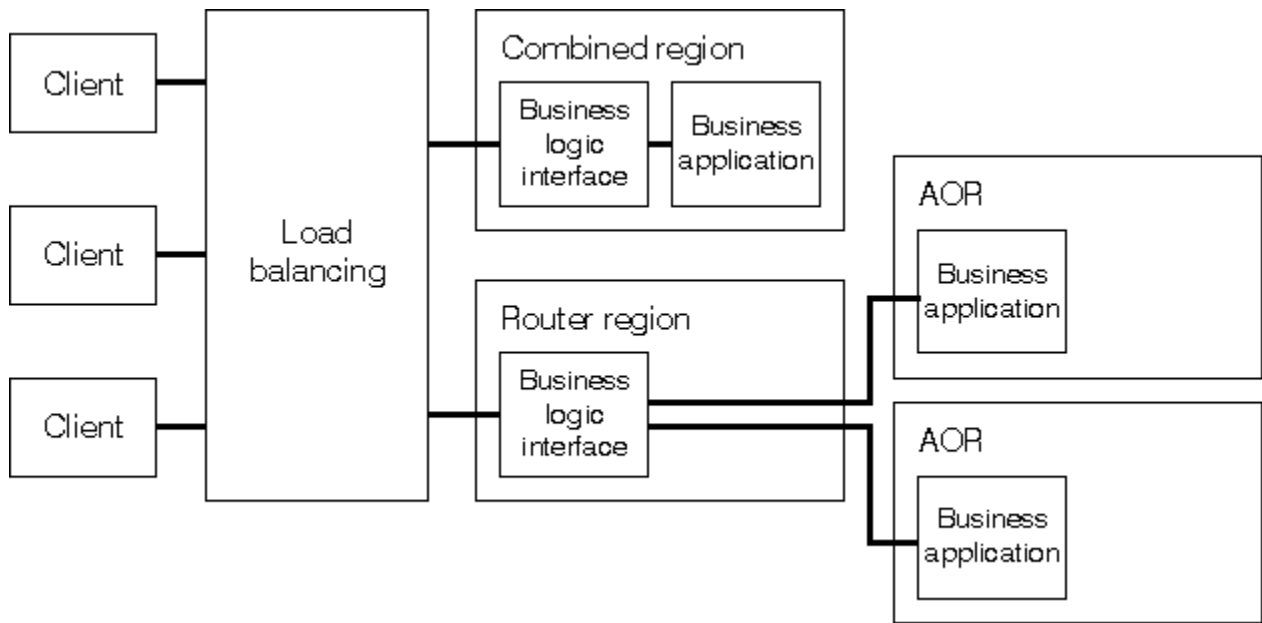 Client
Client
Client
Load
balancing
Combined region
Business
logic
interface
Business
application
Router region
Business
logic
interface
AOR
Business
application
AOR
Business
application